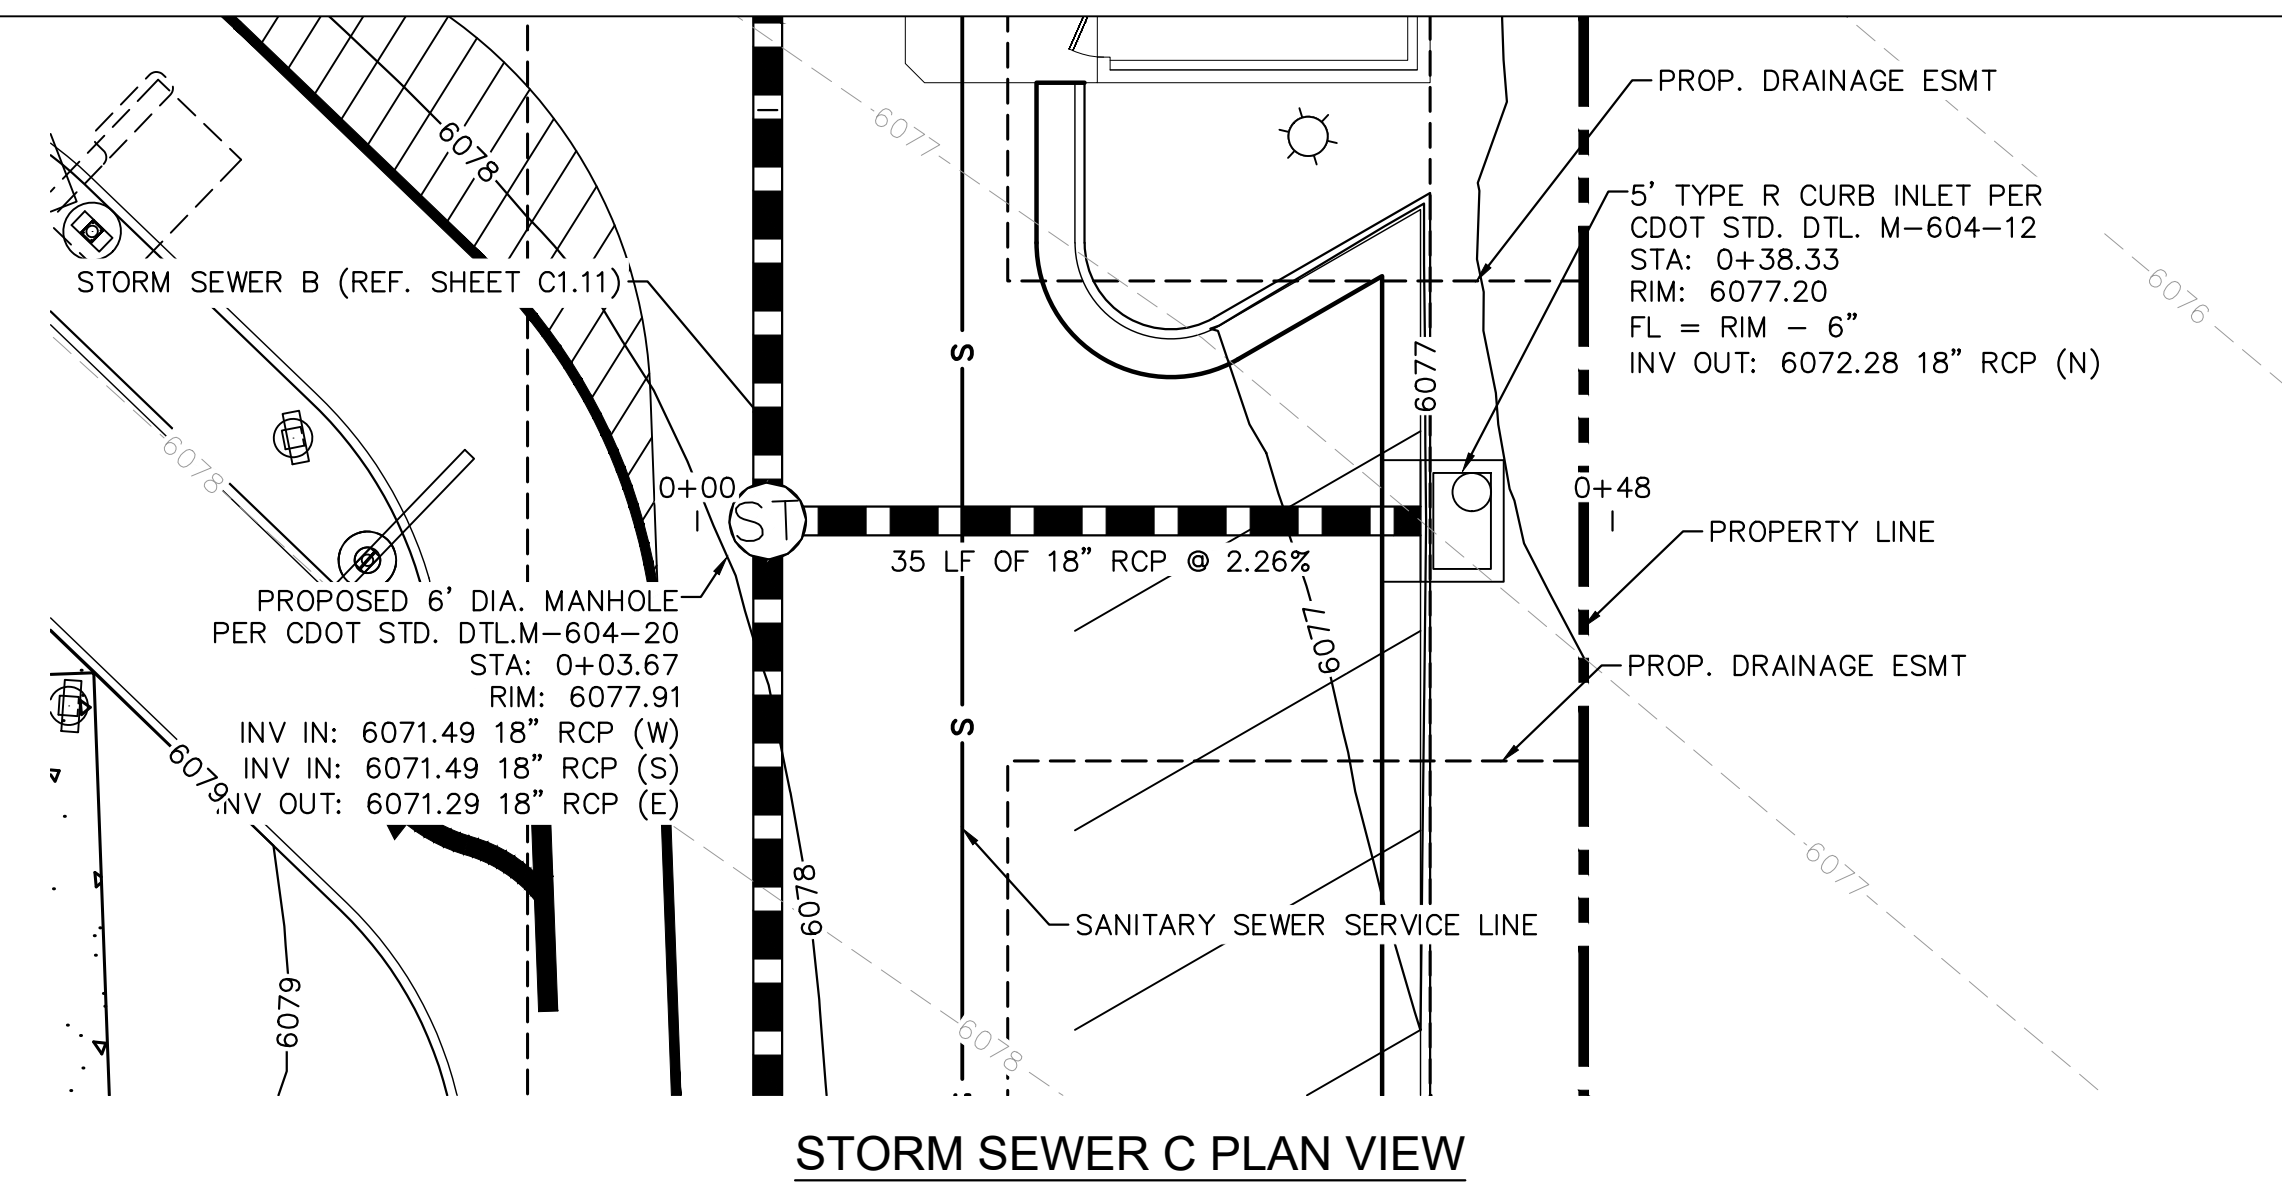 PROP. DRAINAGE ESMT
5' TYPE R CURB INLET PER
CDOT STD. DTL. M-604-12
STA: 0+38.33
RIM: 6077.20
FL = RIM - 6"
INV OUT: 6072.28 18" RCP (N)
6077
6078
6076
STORM SEWER B (REF. SHEET C1.11)
S
6077
6078
0+00
ST
0+48
PROPERTY LINE
35 LF OF 18" RCP @ 2.26%
PROPOSED 6' DIA. MANHOLE
PER CDOT STD. DTL.M-604-20
STA: 0+03.67
RIM: 6077.91
INV IN: 6071.49 18" RCP (W)
INV IN: 6071.49 18" RCP (S)
INV OUT: 6071.29 18" RCP (E)
6077
PROP. DRAINAGE ESMT
S
6079
6078
6077
SANITARY SEWER SERVICE LINE
6079
6078
STORM SEWER C PLAN VIEW